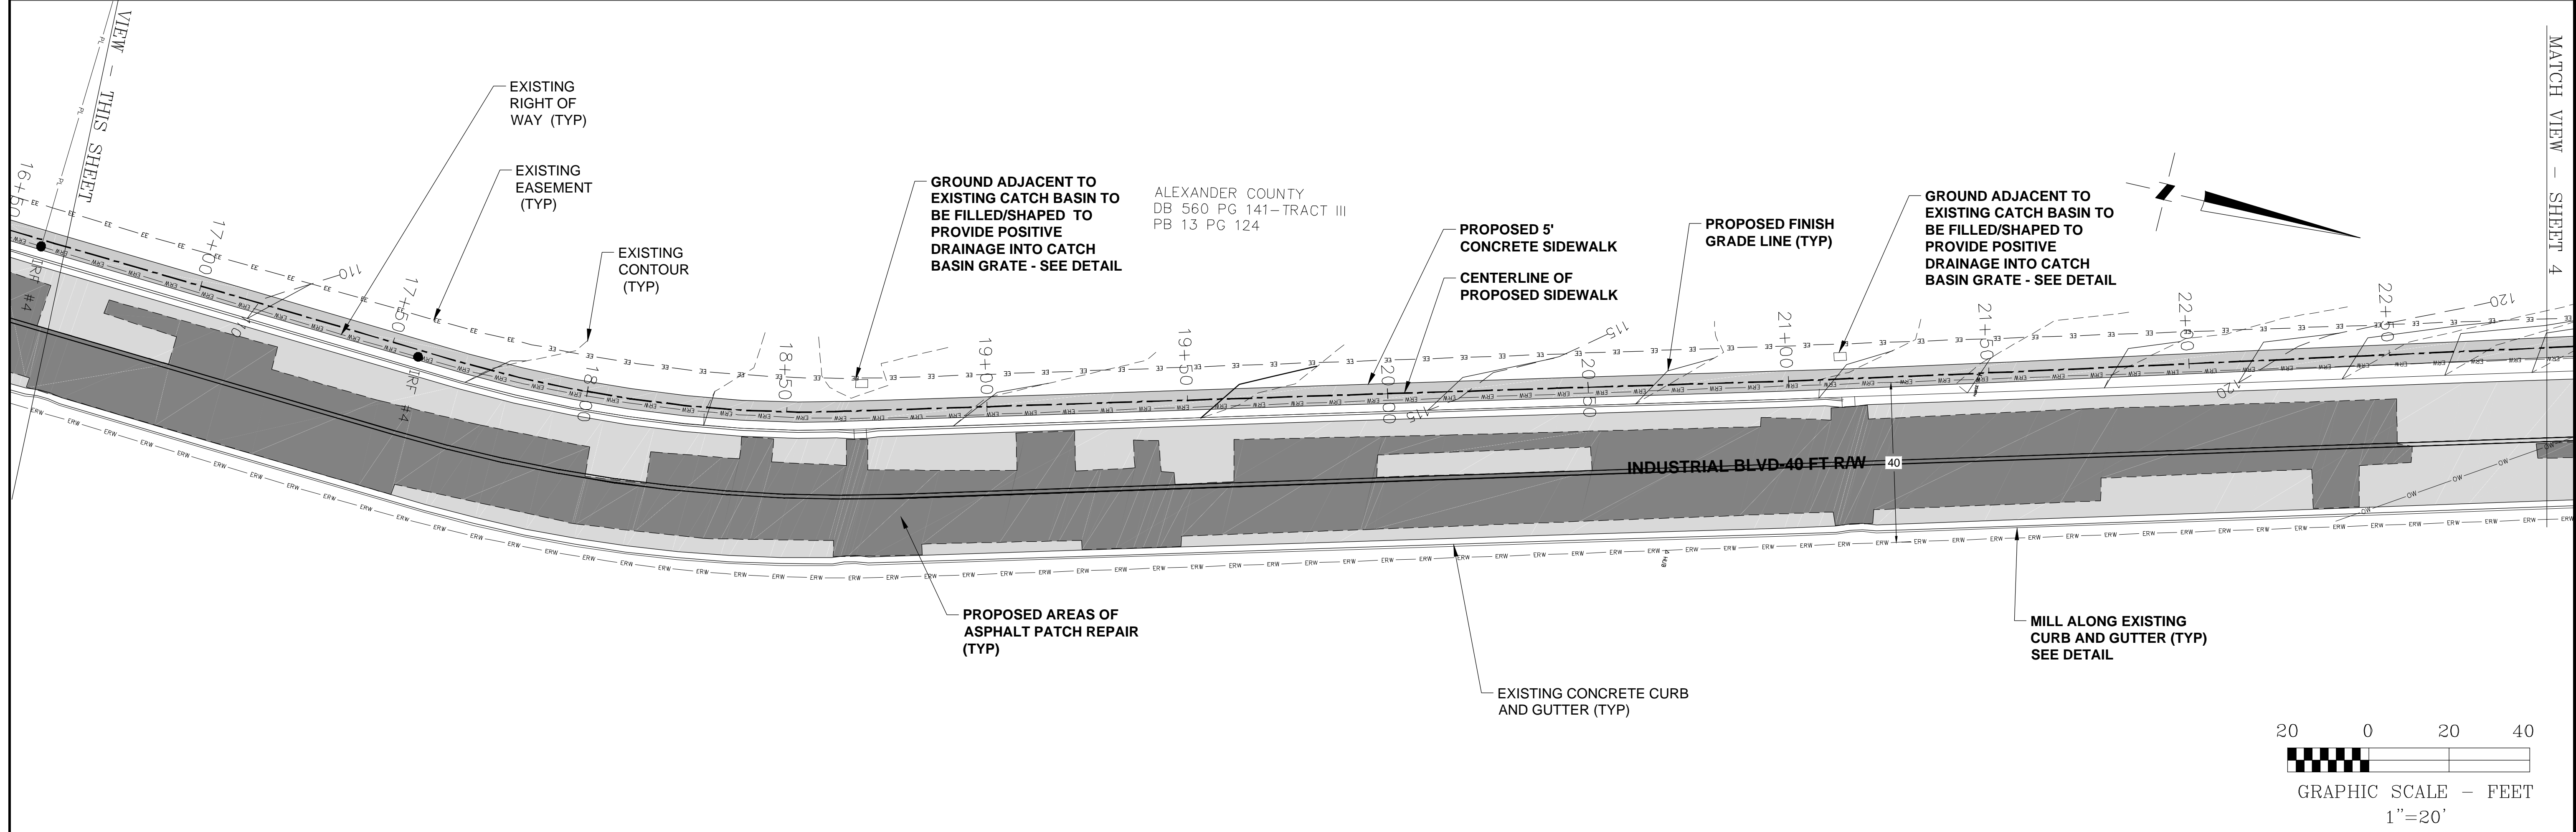 VIEW - THIS SHEET
MATCH VIEW - SHEET 4
EXISTING
RIGHT OF
WAY (TYP)
EXISTING
EASEMENT
(TYP)
EXISTING
CONTOUR
(TYP)
GROUND ADJACENT TO
EXISTING CATCH BASIN TO
BE FILLED/SHAPED TO
PROVIDE POSITIVE
DRAINAGE INTO CATCH
BASIN GRATE - SEE DETAIL
ALEXANDER COUNTY
DB 560 PG 141-TRACT III
PB 13 PG 124
PROPOSED 5'
CONCRETE SIDEWALK
CENTERLINE OF
PROPOSED SIDEWALK
PROPOSED FINISH
GRADE LINE (TYP)
GROUND ADJACENT TO
EXISTING CATCH BASIN TO
BE FILLED/SHAPED TO
PROVIDE POSITIVE
DRAINAGE INTO CATCH
BASIN GRATE - SEE DETAIL
16+50
17+00
17+50
18+00
18+50
19+00
19+50
20+00
20+50
21+00
21+50
22+00
22+50
110
115
115
120
120
IRF #4
IRF #4
PL
EE
ERW
OW
INDUSTRIAL BLVD-40 FT R/W
40
PROPOSED AREAS OF
ASPHALT PATCH REPAIR
(TYP)
EXISTING CONCRETE CURB
AND GUTTER (TYP)
MILL ALONG EXISTING
CURB AND GUTTER (TYP)
SEE DETAIL
20 0 20 40
GRAPHIC SCALE - FEET
1"=20'